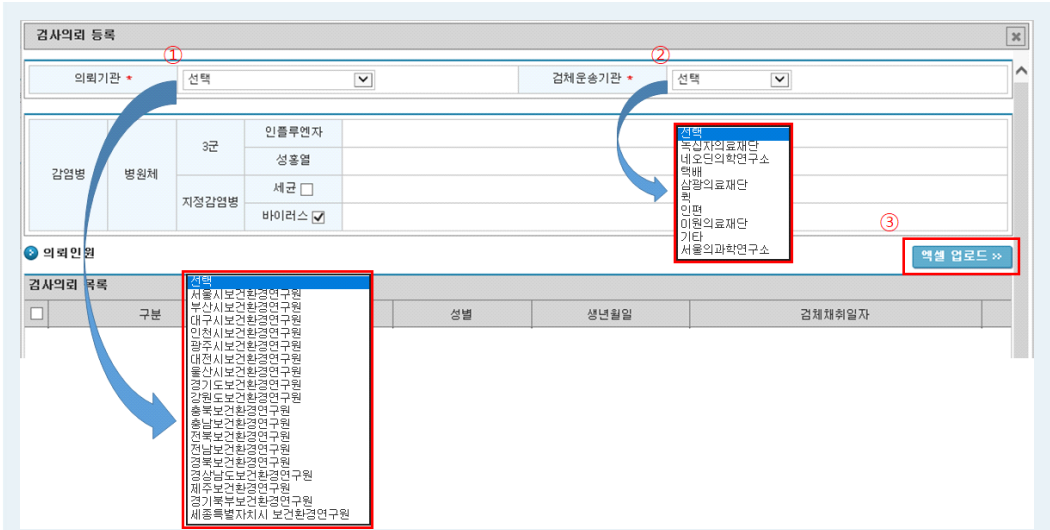 검사의뢰 등록
①
②
의뢰기관 *
선택
검체운송기관 *
선택
감염병
병원체
3군
인플루엔자
성홍열
지정감염병
세균
바이러스
선택
녹십자의료재단
네오딘의학연구소
택배
삼광의료재단
퀵
인편
이원의료재단
기타
서울의과학연구소
③
의뢰인원
엑셀 업로드 »
검사의뢰 목록
구분
성별
생년월일
검체채취일자
선택
서울시보건환경연구원
부산시보건환경연구원
대구시보건환경연구원
인천시보건환경연구원
광주시보건환경연구원
대전시보건환경연구원
울산시보건환경연구원
경기도보건환경연구원
강원도보건환경연구원
충북보건환경연구원
충남보건환경연구원
전북보건환경연구원
전남보건환경연구원
경북보건환경연구원
경상남도보건환경연구원
제주보건환경연구원
경기북부보건환경연구원
세종특별자치시 보건환경연구원